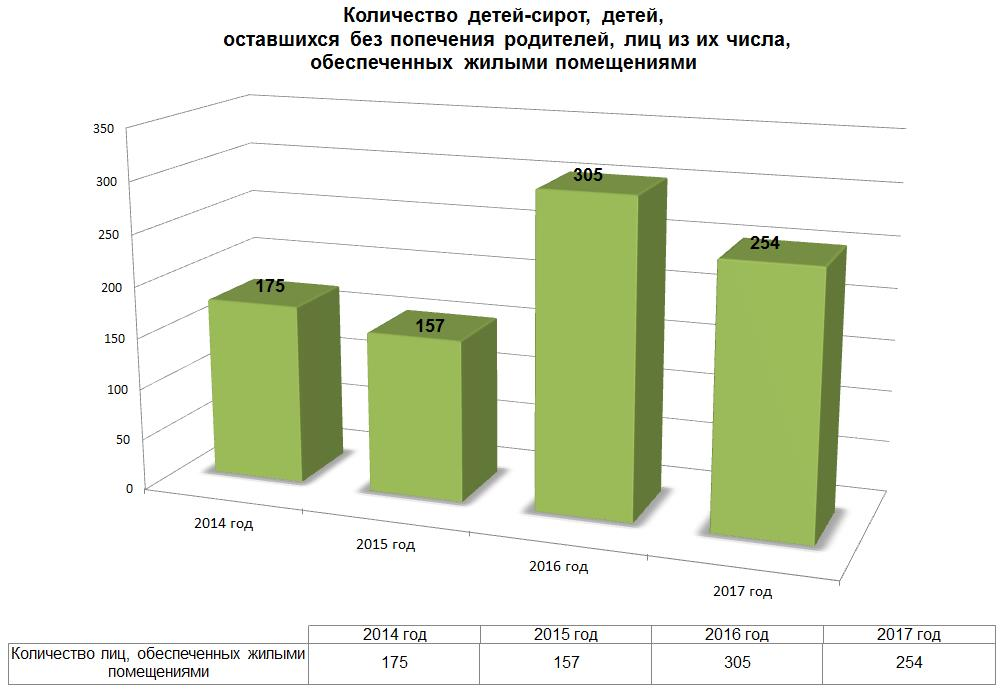 Количество детей-сирот, детей,
оставшихся без попечения родителей, лиц из их числа,
обеспеченных жилыми помещениями
350
300
250
200
150
100
50
0
175
157
305
254
2014 год
2015 год
2016 год
2017 год
2014 год 2015 год 2016 год 2017 год
Количество лиц, обеспеченных жилыми
помещениями
175 157 305 254